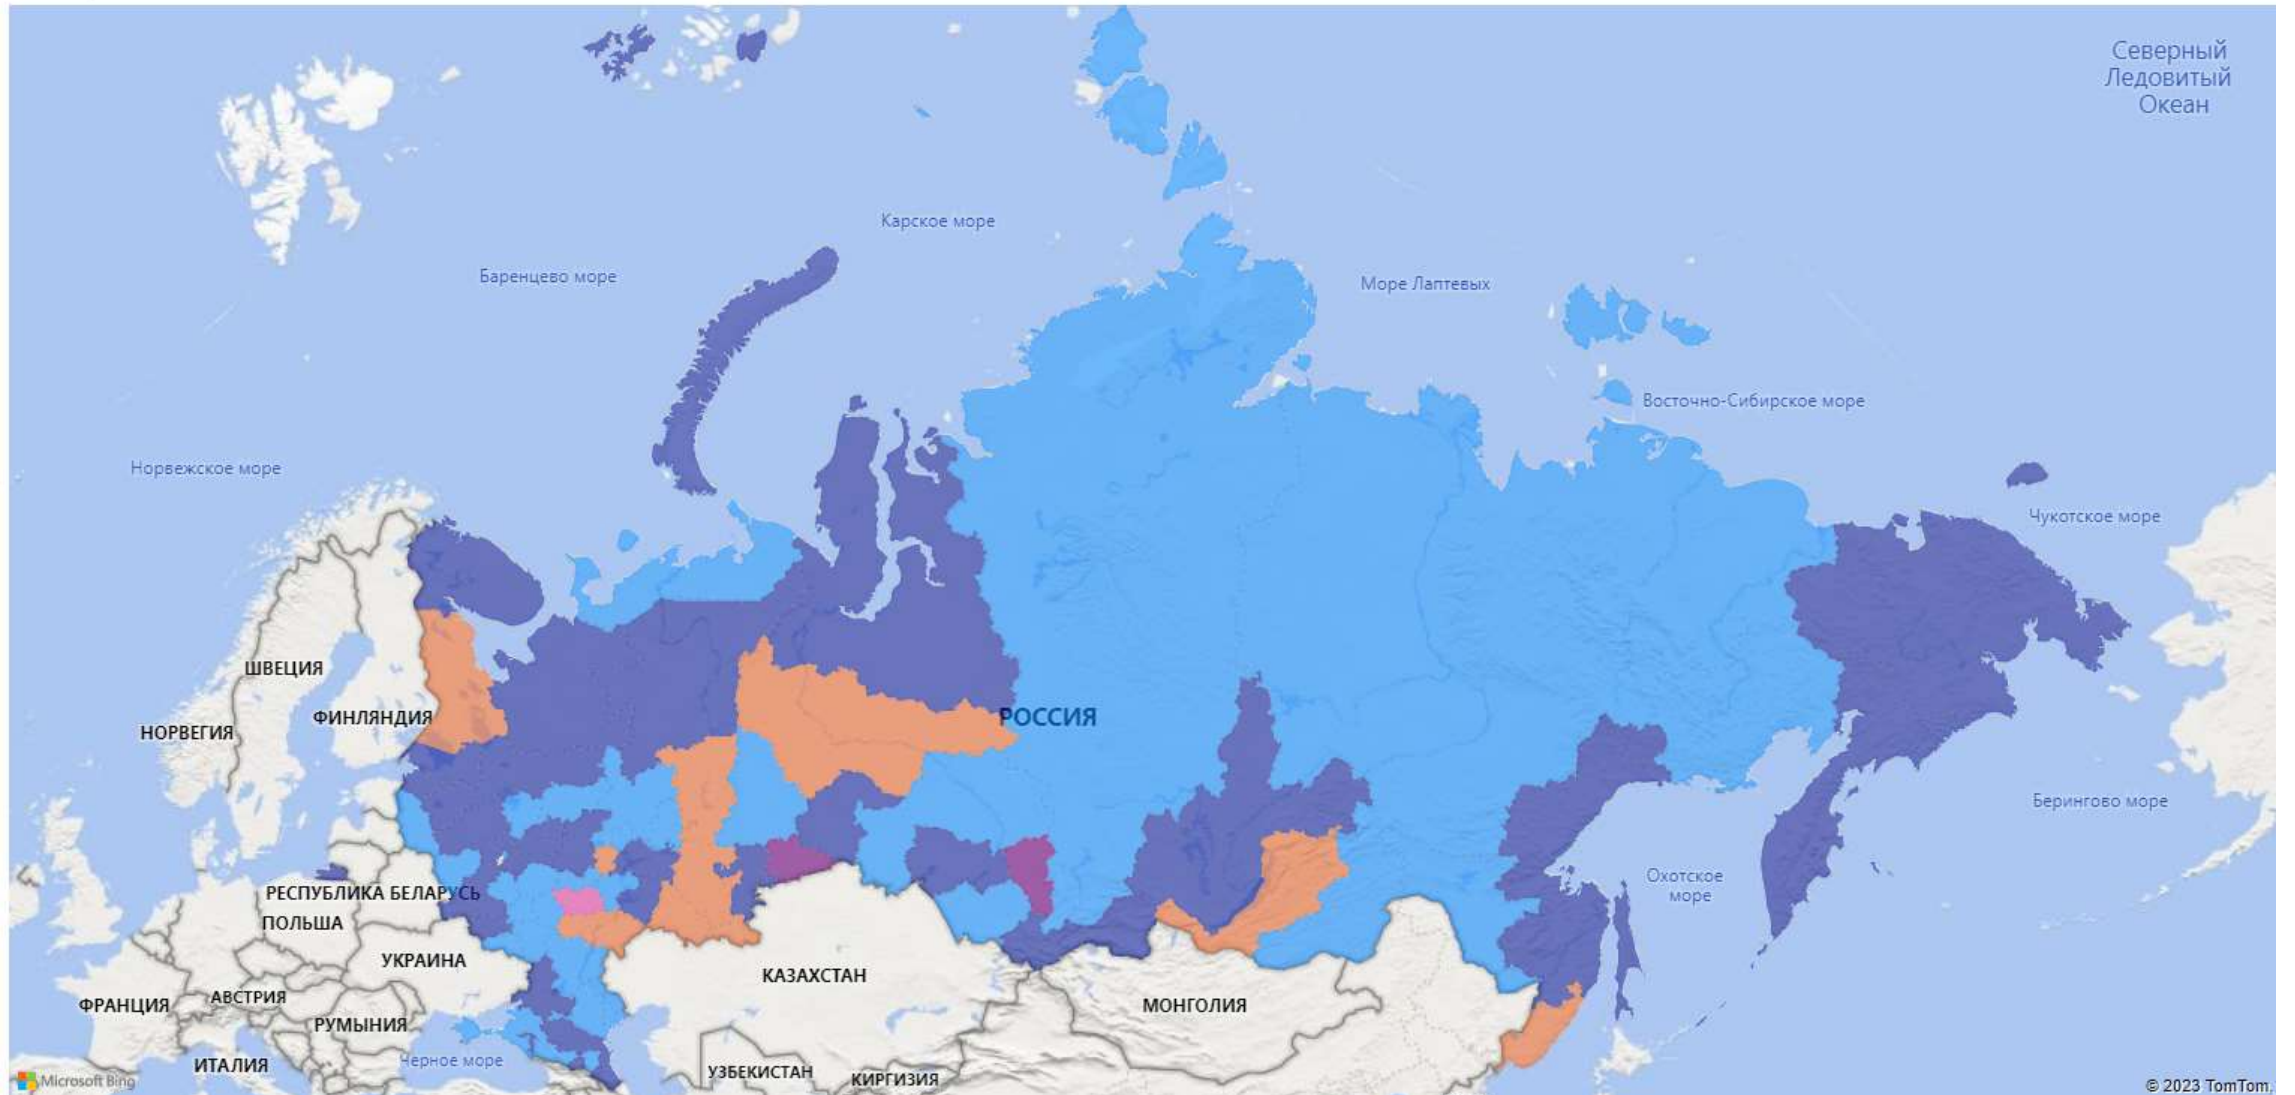 Северный
Ледовитый
Океан
Карское море
Баренцево море
Море Лаптевых
Восточно-Сибирское море
Норвежское море
Чукотское море
ШВЕЦИЯ
НОРВЕГИЯ
ФИНЛЯНДИЯ
РОССИЯ
Берингово море
Охотское
море
РЕСПУБЛИКА БЕЛАРУСЬ
ПОЛЬША
УКРАИНА
КАЗАХСТАН
ФРАНЦИЯ
АВСТРИЯ
МОНГОЛИЯ
РУМЫНИЯ
ИТАЛИЯ
Черное море
УЗБЕКИСТАН
КИРГИЗИЯ
Microsoft Bing
© 2023 TomTom,